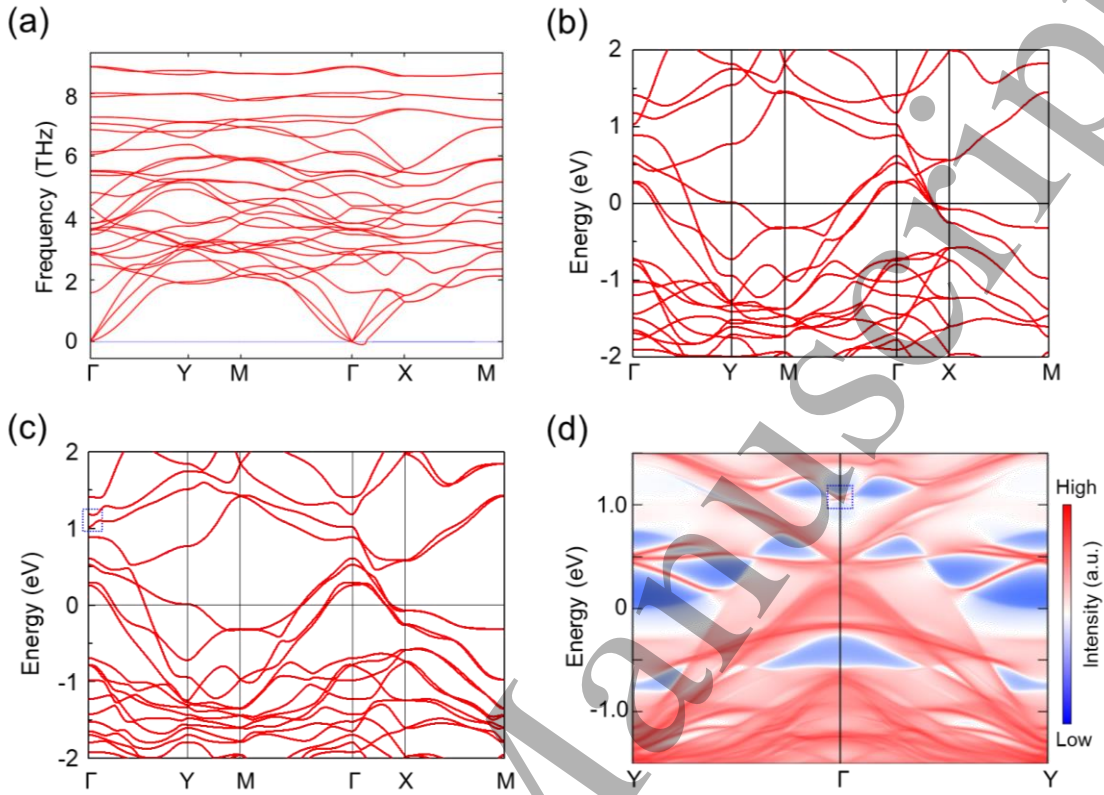 (a)
8
6
4
2
0
Frequency (THz)
Γ Y M Γ X M
(b)
2
1
0
-1
-2
Energy (eV)
Γ Y M Γ X M
(c)
2
1
0
-1
-2
Energy (eV)
Γ Y M Γ X M
(d)
1.0
0
-1.0
Energy (eV)
Y Γ Y
High
Intensity (a.u.)
Low
Manuscrip